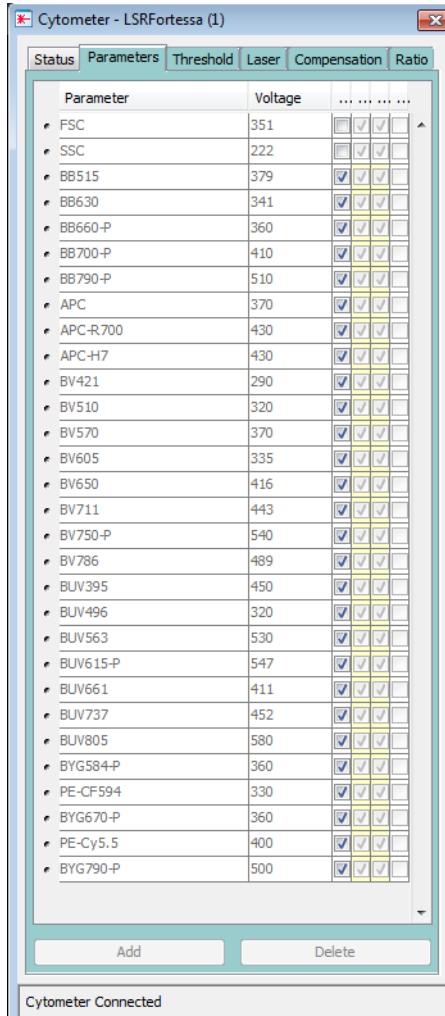 Cytometer - LSRFortessa (1)
Status Parameters Threshold Laser Compensation Ratio
Parameter Voltage ... ... ... ...
FSC 351
SSC 222
BB515 379
BB630 341
BB660-P 360
BB700-P 410
BB790-P 510
APC 370
APC-R700 430
APC-H7 430
BV421 290
BV510 320
BV570 370
BV605 335
BV650 416
BV711 443
BV750-P 540
BV786 489
BUV395 450
BUV496 320
BUV563 530
BUV615-P 547
BUV661 411
BUV737 452
BUV805 580
BYG584-P 360
PE-CF594 330
BYG670-P 360
PE-Cy5.5 400
BYG790-P 500
Add Delete
Cytometer Connected